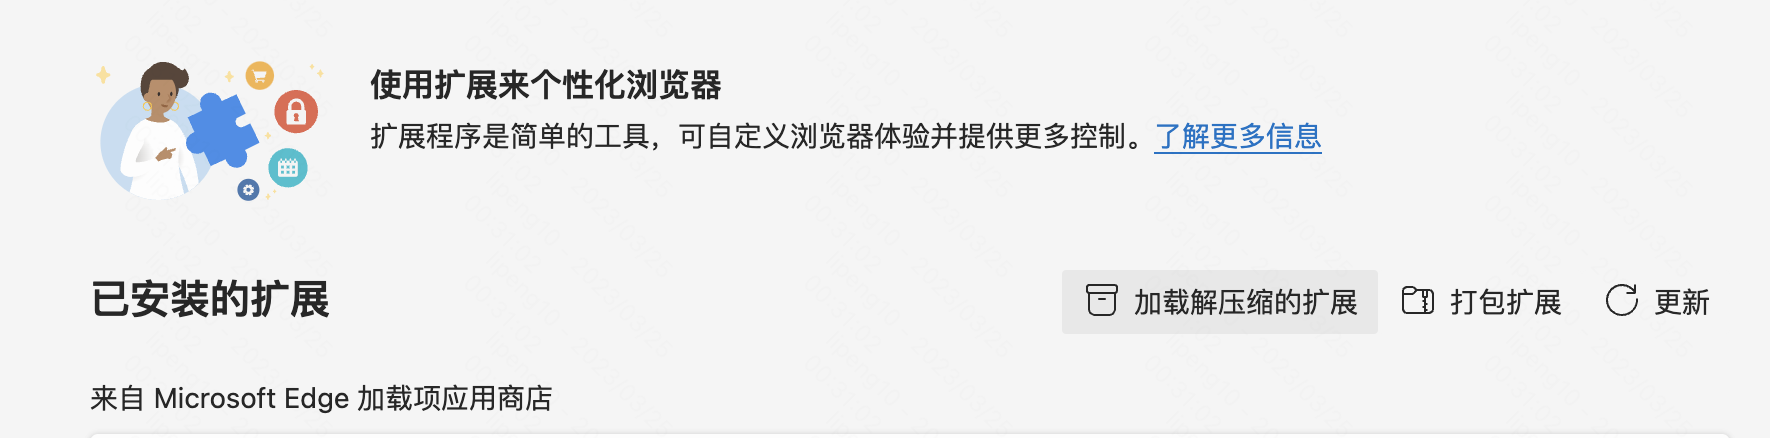 使用扩展来个性化浏览器
扩展程序是简单的工具，可自定义浏览器体验并提供更多控制。了解更多信息
已安装的扩展
加载解压缩的扩展 打包扩展 更新
来自 Microsoft Edge 加载项应用商店